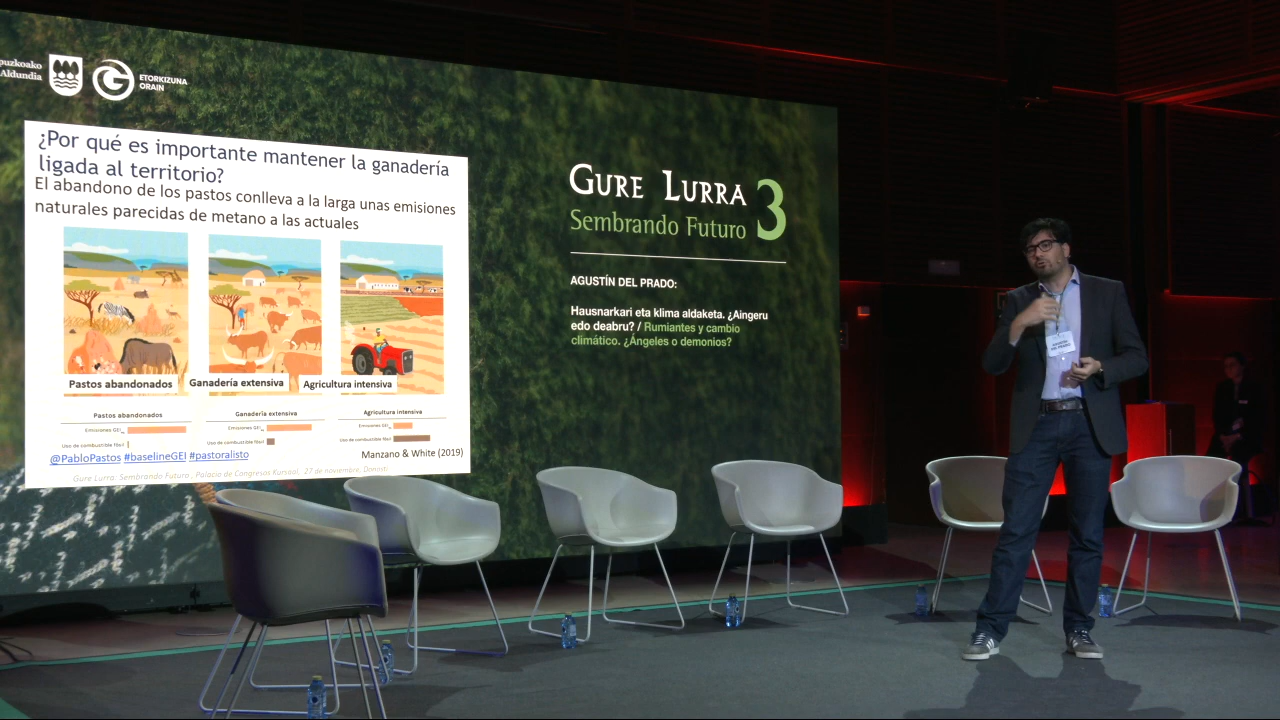 puzkoako
Aldundia
G
ETORKIZUNA
ORAIN
¿Por qué es importante mantener la ganadería
ligada al territorio?
El abandono de los pastos conlleva a la larga unas emisiones
naturales parecidas de metano a las actuales
Pastos abandonados
Ganadería extensiva
Agricultura intensiva
Pastos abandonados
Emisiones GEI
Uso de combustible fósil
Ganadería extensiva
Emisiones GEI
Uso de combustible fósil
Agricultura intensiva
Emisiones GEI
Uso de combustible fósil
@PabloPastos #baselineGEI #pastoralisto
Manzano & White (2019)
Gure Lurra: Sembrando Futuro, Palacio de Congresos Kursaal, 27 de noviembre, Donosti
GURE LURRA 3
Sembrando Futuro
AGUSTÍN DEL PRADO:
Hausnarkari eta klima aldaketa. ¿Aingeru
edo deabru? / Rumiantes y cambio
climático. ¿Ángeles o demonios?
AGUSTÍN
DEL PRADO